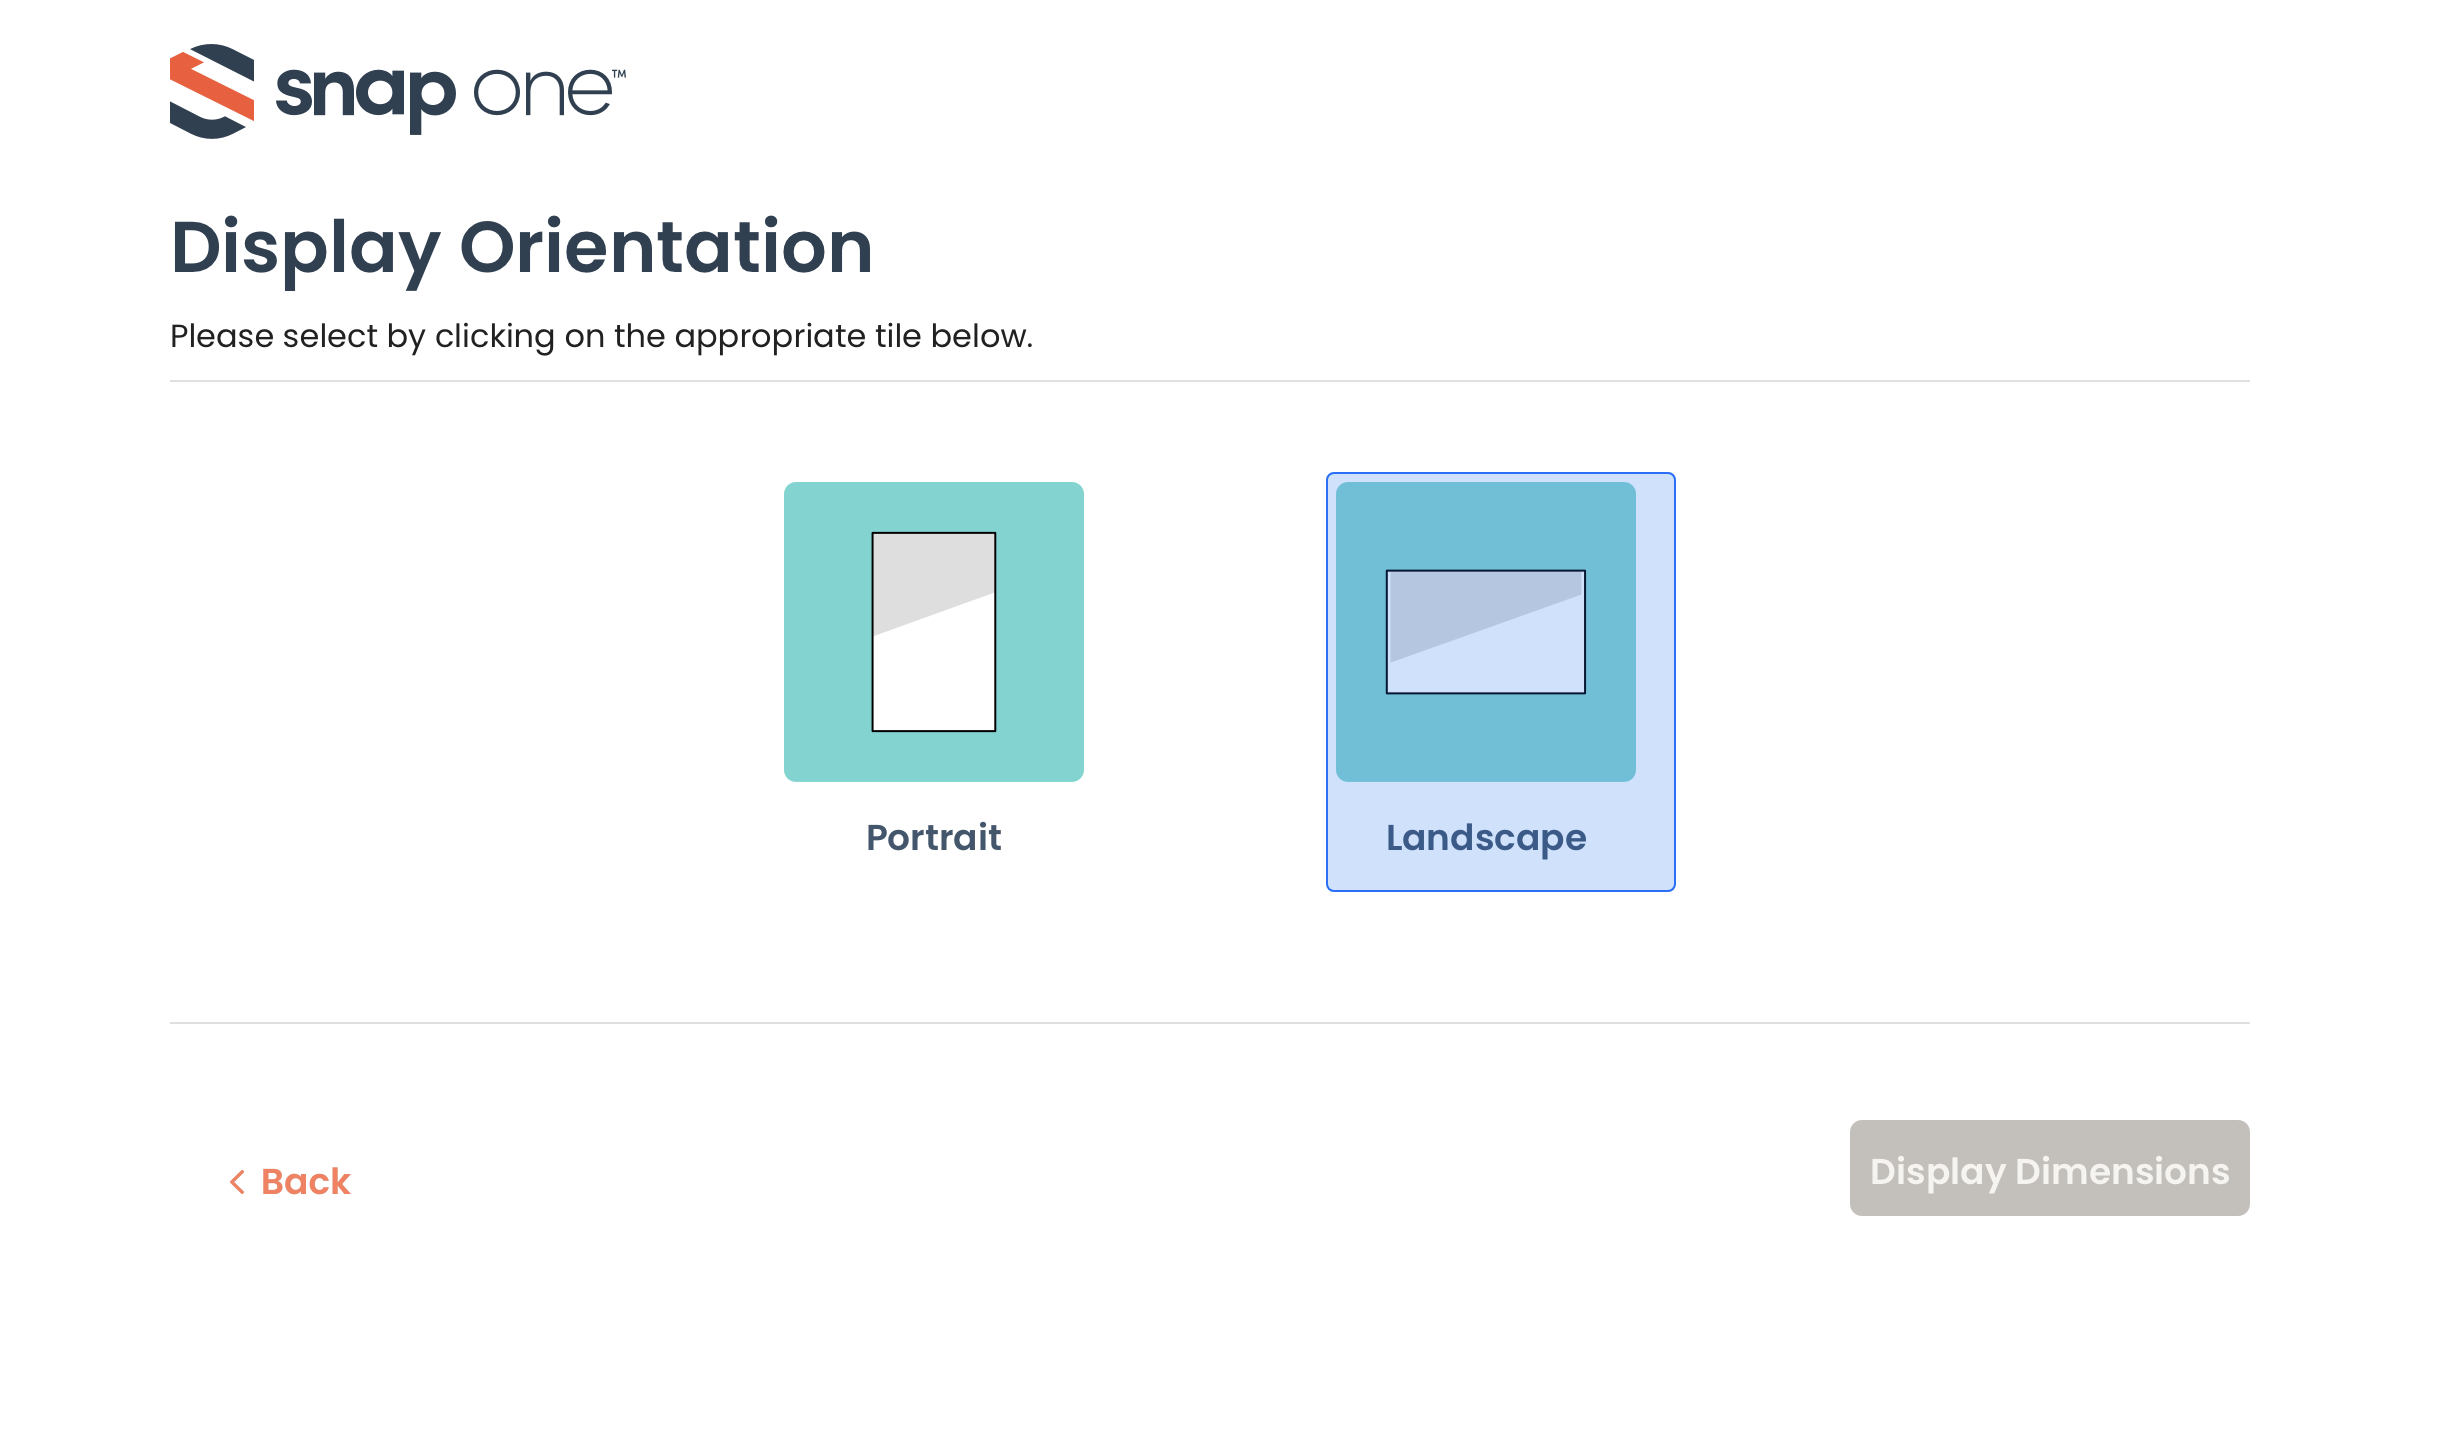 snap one™
Display Orientation
Please select by clicking on the appropriate tile below.
Portrait
Landscape
Back
Display Dimensions